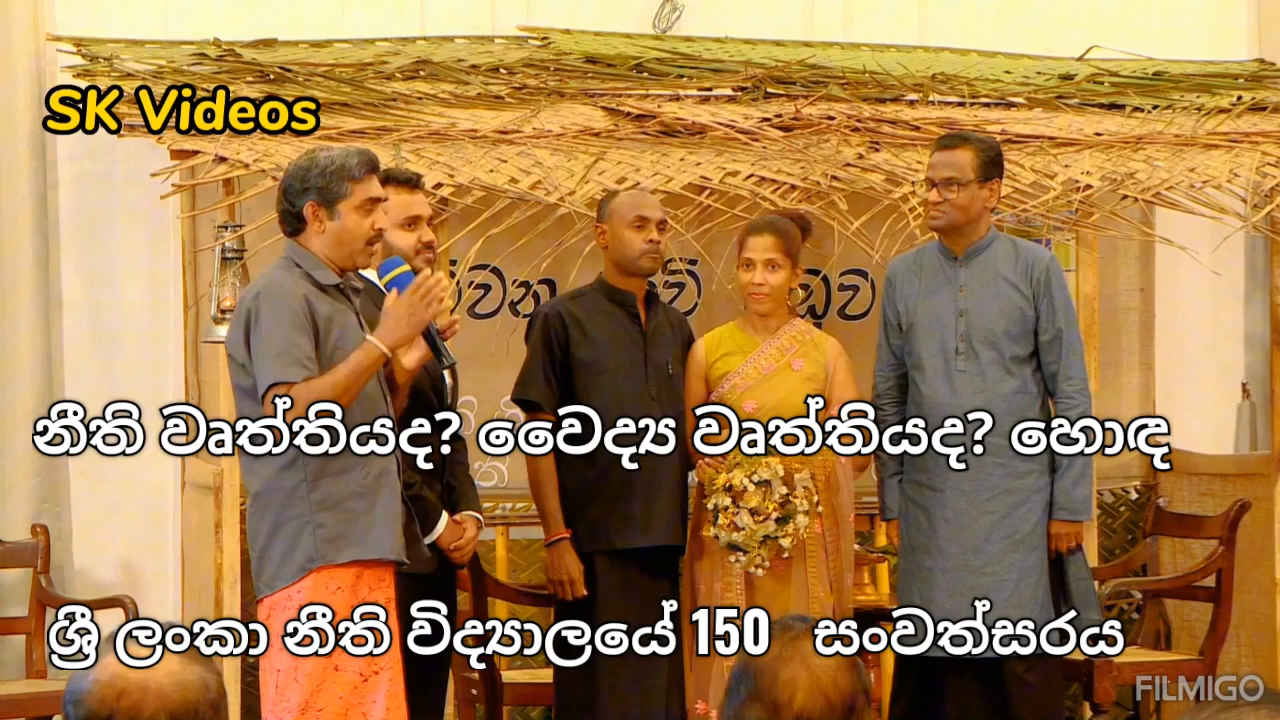 SK Videos
නීති වෘත්තියද? වෛද්‍ය වෘත්තියද? හොඳ
ශ්‍රී ලංකා නීති විද්‍යාලයේ 150 සංවත්සරය
FILMIGO